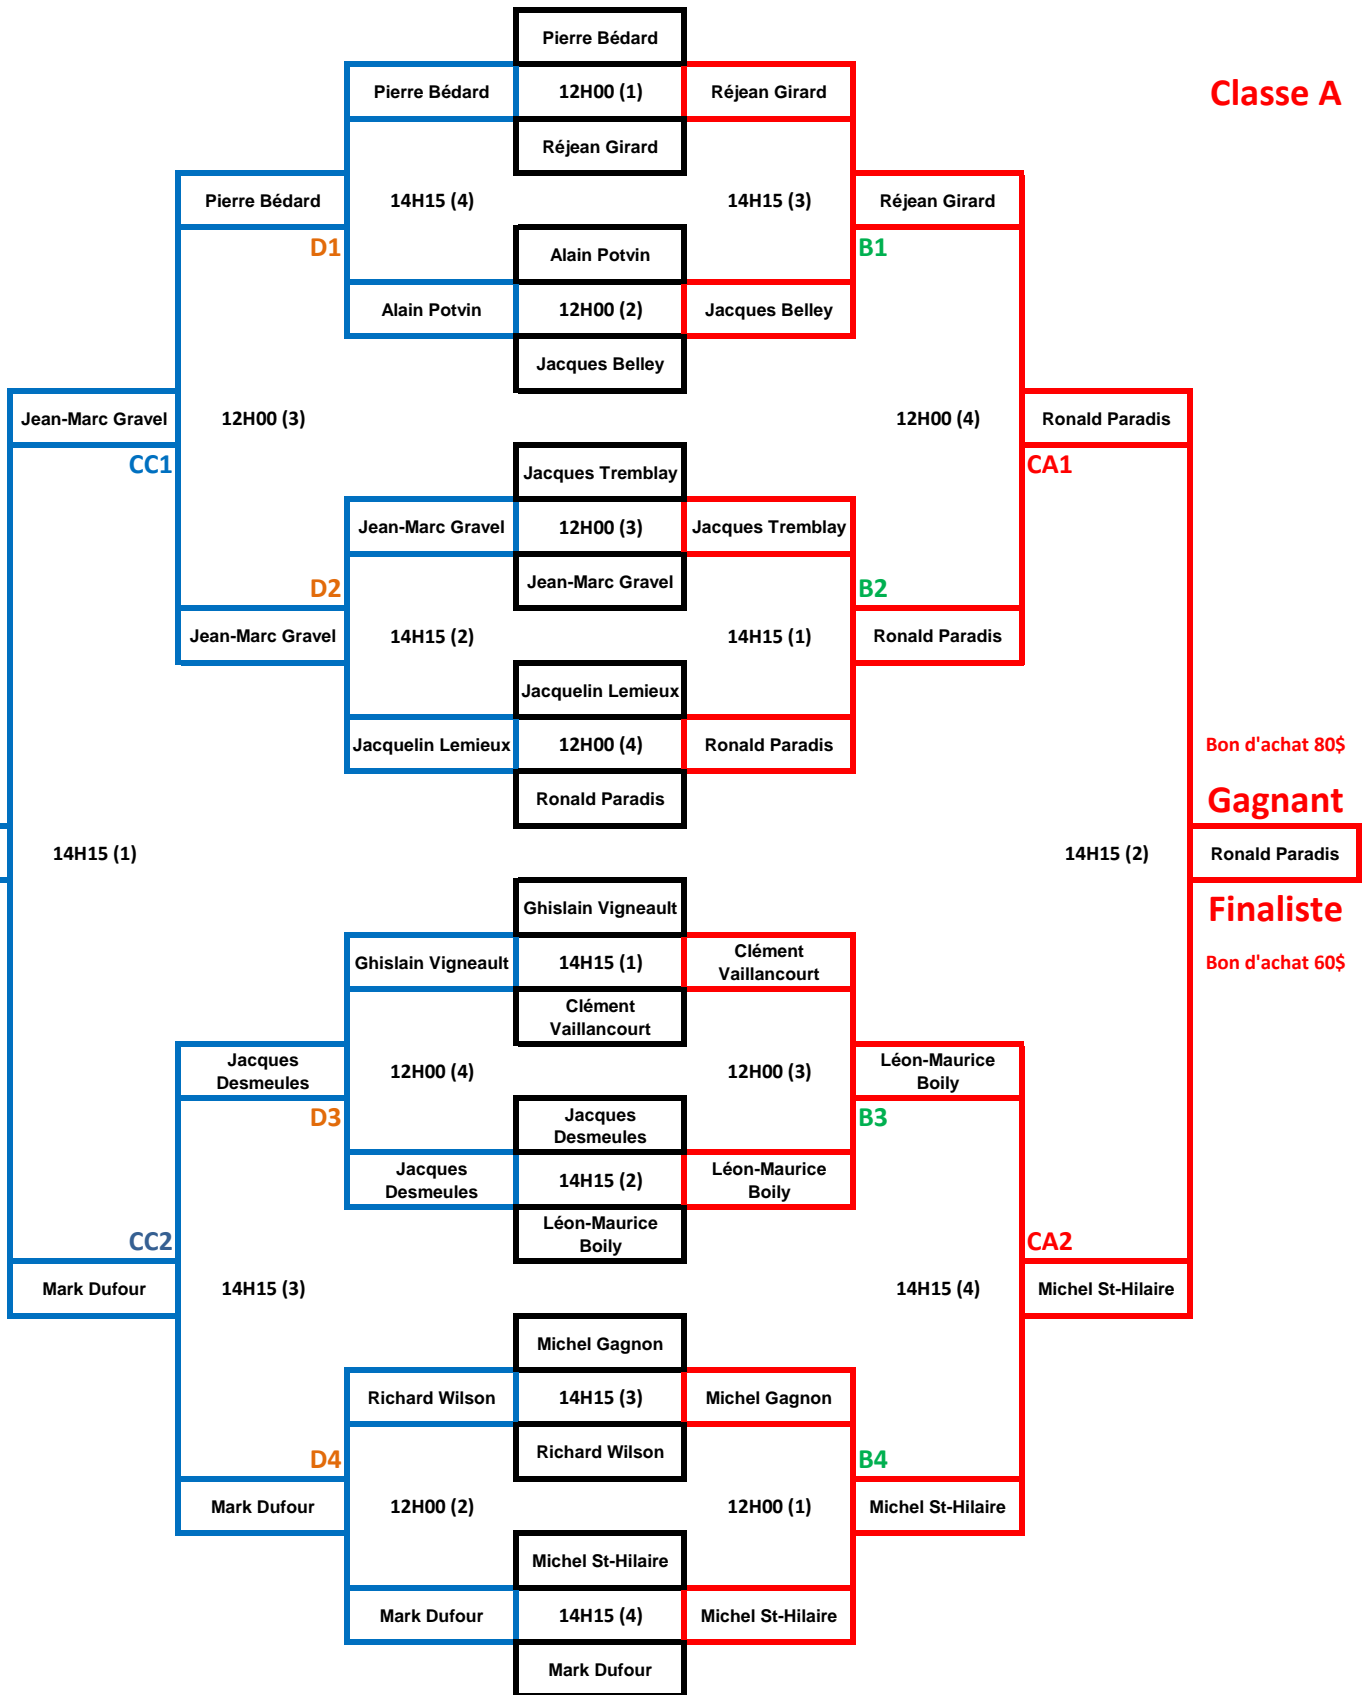 Pierre Bédard
Pierre Bédard 12H00 (1) Réjean Girard Classe A
Réjean Girard
Pierre Bédard 14H15 (4) 14H15 (3) Réjean Girard
D1 Alain Potvin B1
Alain Potvin 12H00 (2) Jacques Belley
Jacques Belley
Jean-Marc Gravel 12H00 (3) 12H00 (4) Ronald Paradis
CC1 Jacques Tremblay CA1
Jean-Marc Gravel 12H00 (3) Jacques Tremblay
D2 Jean-Marc Gravel B2
Jean-Marc Gravel 14H15 (2) 14H15 (1) Ronald Paradis
Jacquelin Lemieux
Jacquelin Lemieux 12H00 (4) Ronald Paradis Bon d'achat 80$
Ronald Paradis Gagnant
14H15 (1) 14H15 (2) Ronald Paradis
Ghislain Vigneault Finaliste
Ghislain Vigneault 14H15 (1) Clément Vaillancourt Bon d'achat 60$
Clément
Vaillancourt
Jacques Desmeules 12H00 (4) 12H00 (3) Léon-Maurice Boily
D3 Jacques Desmeules B3
Jacques Desmeules 14H15 (2) Léon-Maurice Boily
CC2 Léon-Maurice Boily CA2
Mark Dufour 14H15 (3) 14H15 (4) Michel St-Hilaire
Michel Gagnon
Richard Wilson 14H15 (3) Michel Gagnon
D4 Richard Wilson B4
Mark Dufour 12H00 (2) 12H00 (1) Michel St-Hilaire
Michel St-Hilaire
Mark Dufour 14H15 (4) Michel St-Hilaire
Mark Dufour